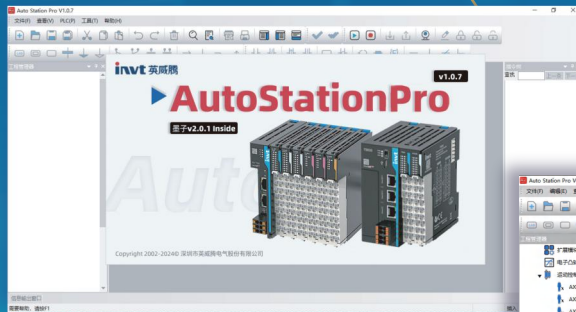 Auto Station Pro V1.0.7
文件(F) 查看(V) PLC(P) 工具(T) 帮助(H)
工程管理器
invt 英威腾
v1.0.7
AutoStationPro
墨子v2.0.1 Inside
Auto
Copyright 2002-2024© 深圳市英威腾电气股份有限公司
查找
信息输出窗口
需要帮助，请按F1
输入
Auto Station Pro V
文件(F) 编辑(E)
工程管理器
扩展模块
电子凸轮
运动控制